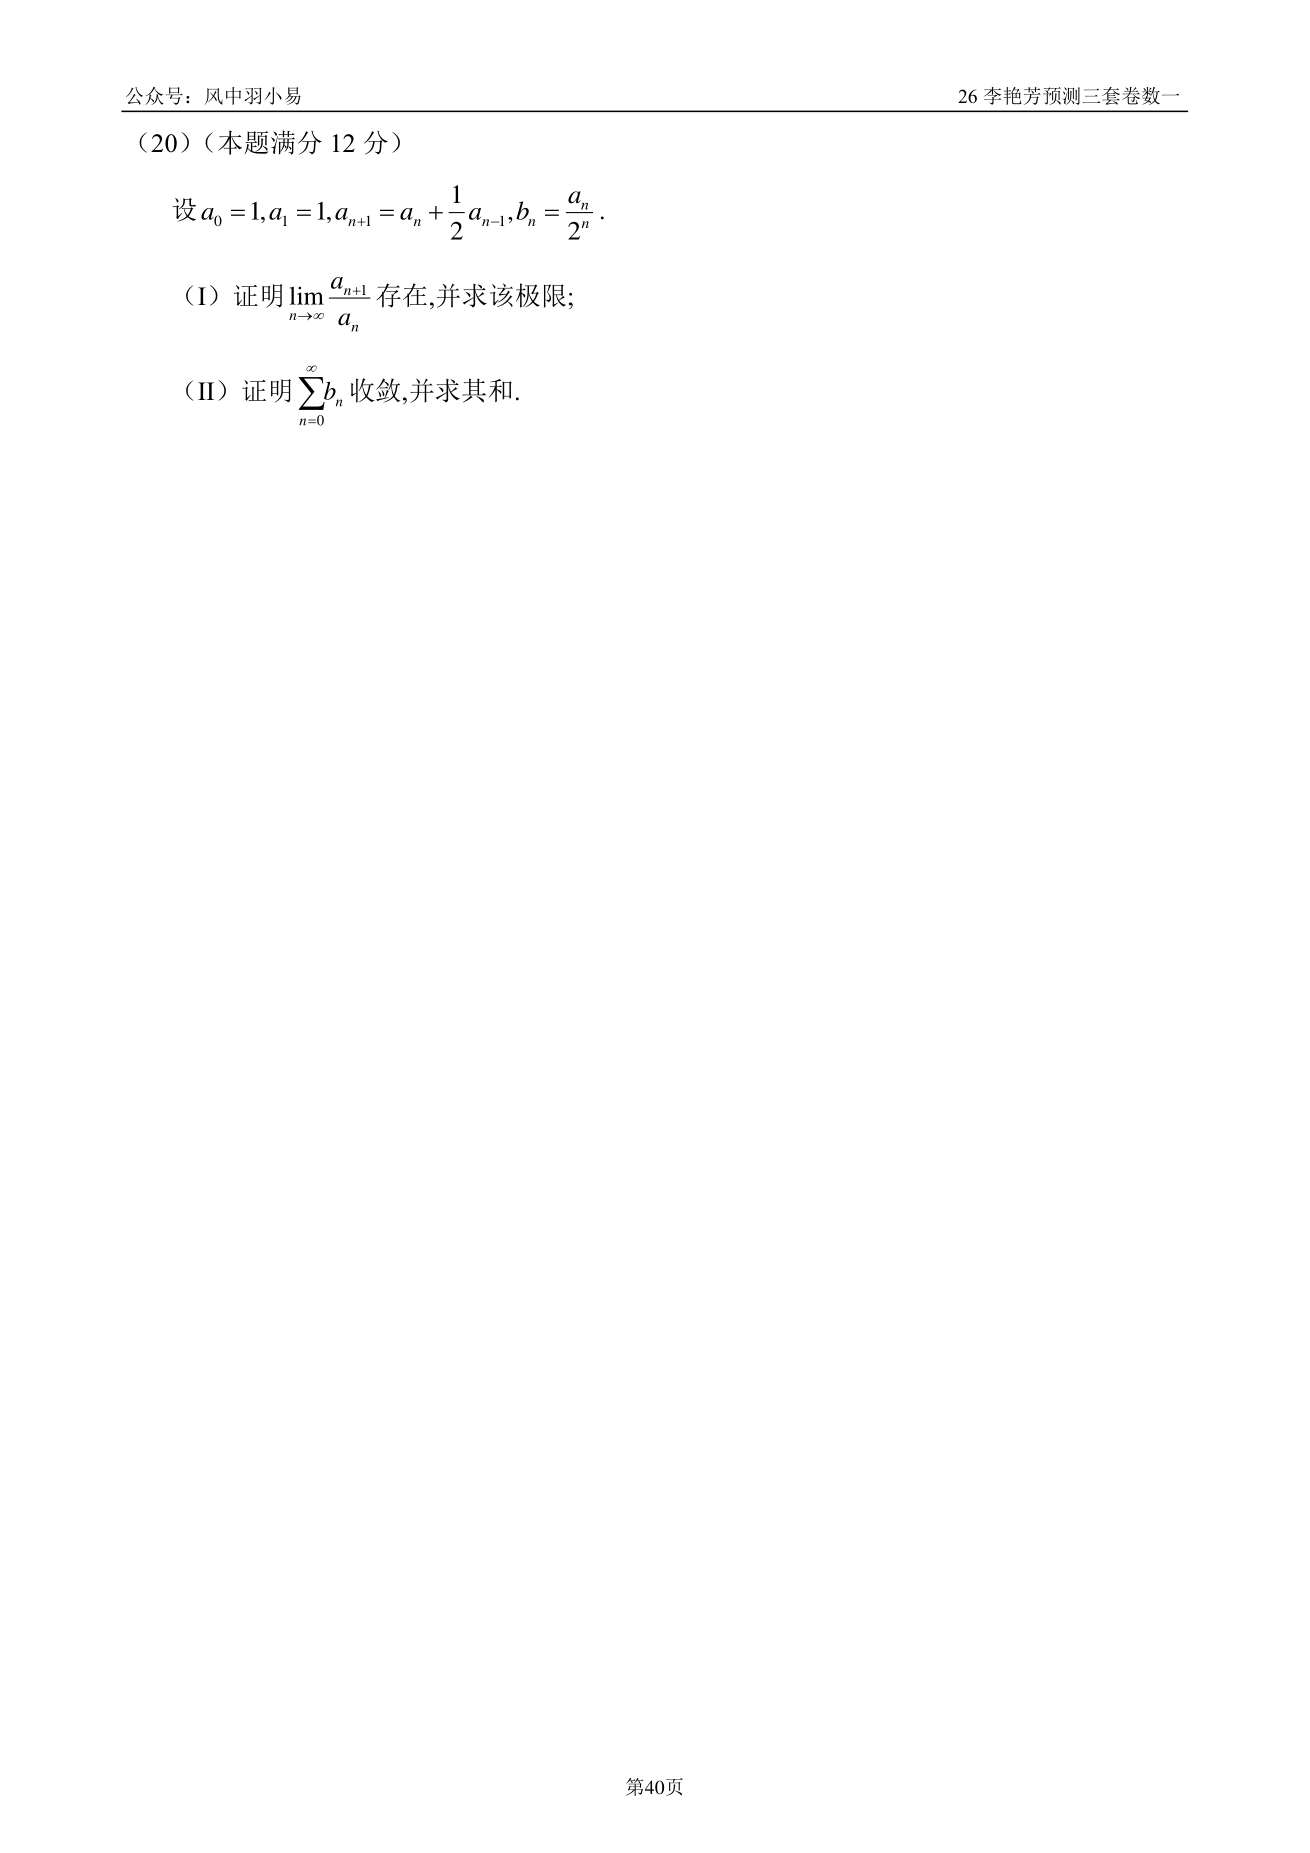 公众号：风中羽小易 26 李艳芳预测三套卷数一
（20）（本题满分 12 分）
设 $a_0 = 1, a_1 = 1, a_{n+1} = a_n + \frac{1}{2} a_{n-1}, b_n = \frac{a_n}{2^n}$ .
（I）证明 $\lim_{n \to \infty} \frac{a_{n+1}}{a_n}$ 存在,并求该极限;
（II）证明 $\sum_{n=0}^{\infty} b_n$ 收敛,并求其和.
第40页